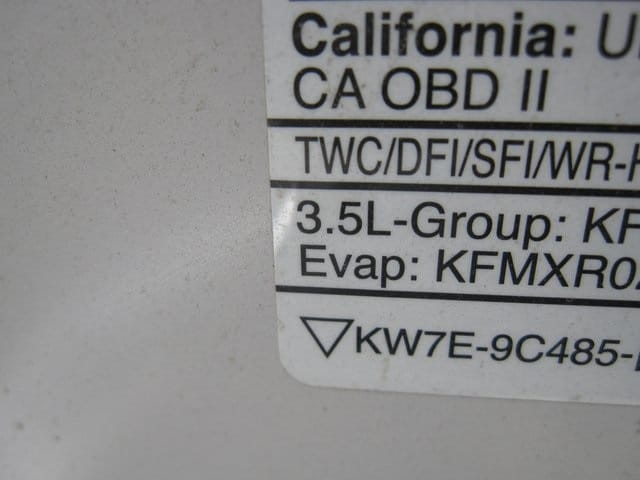 California:
CA OBD II
TWC/DFI/SFI/WR-
3.5L-Group: KF
Evap: KFMXR0
▽KW7E-9C485-